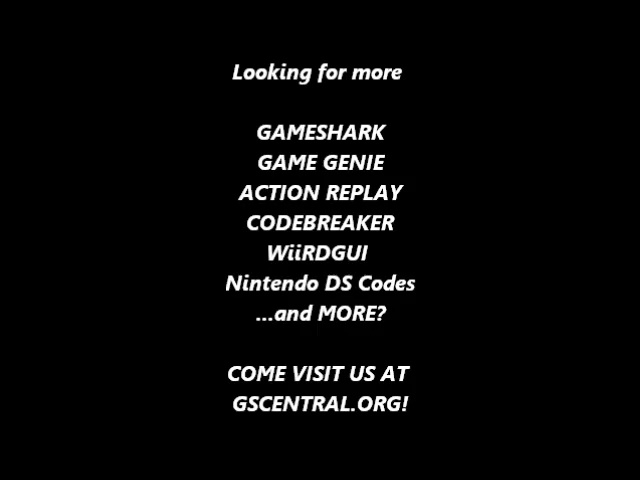 Looking for more
GAMESHARK
GAME GENIE
ACTION REPLAY
CODEBREAKER
WiiRDGUI
Nintendo DS Codes
...and MORE?
COME VISIT US AT
GSCENTRAL.ORG!